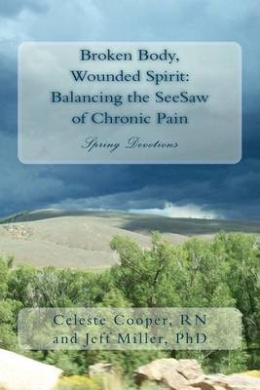 Broken Body,
Wounded Spirit:
Balancing the SeeSaw
of Chronic Pain
Spring Devotions
Celeste Cooper, RN
and Jeff Miller, PhD